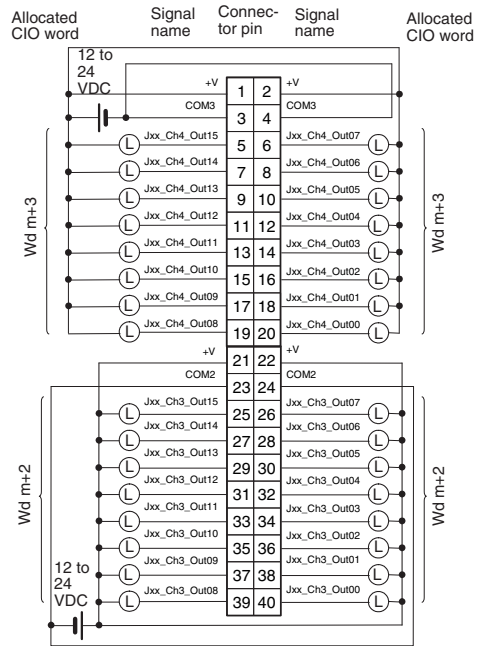 Allocated CIO word
Signal name
Connec-tor pin
Signal name
Allocated CIO word
12 to 24 VDC
+V 1 2 +V
COM3 3 4 COM3
Wd m+3
Wd m+3
L Jxx_Ch4_Out15 5 6 Jxx_Ch4_Out07 L
L Jxx_Ch4_Out14 7 8 Jxx_Ch4_Out06 L
L Jxx_Ch4_Out13 9 10 Jxx_Ch4_Out05 L
L Jxx_Ch4_Out12 11 12 Jxx_Ch4_Out04 L
L Jxx_Ch4_Out11 13 14 Jxx_Ch4_Out03 L
L Jxx_Ch4_Out10 15 16 Jxx_Ch4_Out02 L
L Jxx_Ch4_Out09 17 18 Jxx_Ch4_Out01 L
L Jxx_Ch4_Out08 19 20 Jxx_Ch4_Out00 L
+V 21 22 +V
COM2 23 24 COM2
Wd m+2
Wd m+2
L Jxx_Ch3_Out15 25 26 Jxx_Ch3_Out07 L
L Jxx_Ch3_Out14 27 28 Jxx_Ch3_Out06 L
L Jxx_Ch3_Out13 29 30 Jxx_Ch3_Out05 L
L Jxx_Ch3_Out12 31 32 Jxx_Ch3_Out04 L
L Jxx_Ch3_Out11 33 34 Jxx_Ch3_Out03 L
L Jxx_Ch3_Out10 35 36 Jxx_Ch3_Out02 L
L Jxx_Ch3_Out09 37 38 Jxx_Ch3_Out01 L
L Jxx_Ch3_Out08 39 40 Jxx_Ch3_Out00 L
12 to 24 VDC